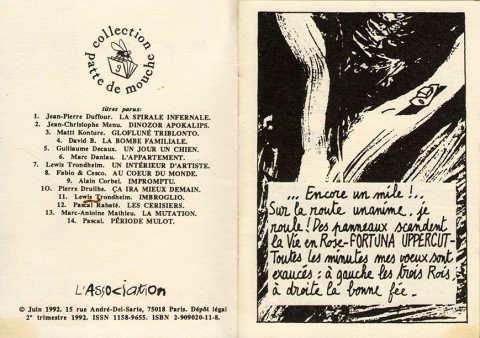 collection
patte de mouche
9
titres parus:
1. Jean-Pierre Duffour. LA SPIRALE INFERNALE.
2. Jean-Christophe Menu. DINOZOR APOKALIPS.
3. Matt Konture. GLOFLUNÉ TRIBLONTO.
4. David B. LA BOMBE FAMILIALE.
5. Guillaume Decaux. UN JOUR UN CHIEN.
6. Marc Daniau. L'APPARTEMENT.
7. Lewis Trondheim. UN INTÉRIEUR D'ARTISTE.
8. Fabio & Cesco. AU COEUR DU MONDE.
9. Alain Corbel. IMPROMPTU.
10. Pierre Druilhe. ÇA IRA MIEUX DEMAIN.
11. Lewis Trondheim. IMBROGLIO.
12. Pascal Rabaté. LES CERISIERS.
13. Marc-Antoine Mathieu. LA MUTATION.
14. Pascal. PÉRIODE MULOT.
L'ASSOCIATION
© Juin 1992. 15 rue André-Del-Sarte, 75018 Paris. Dépôt légal
2e trimestre 1992. ISSN 1158-9655. ISBN 2-909020-11-8.
... Encore un mile !..
Sur la route unanime, je
route ! Des panneaux scandent
la Vie en Rose-FORTUNA UPPERCUT-
Toutes les minutes mes voeux sont
exaucés : à gauche les trois Rois
à droite la bonne fée.